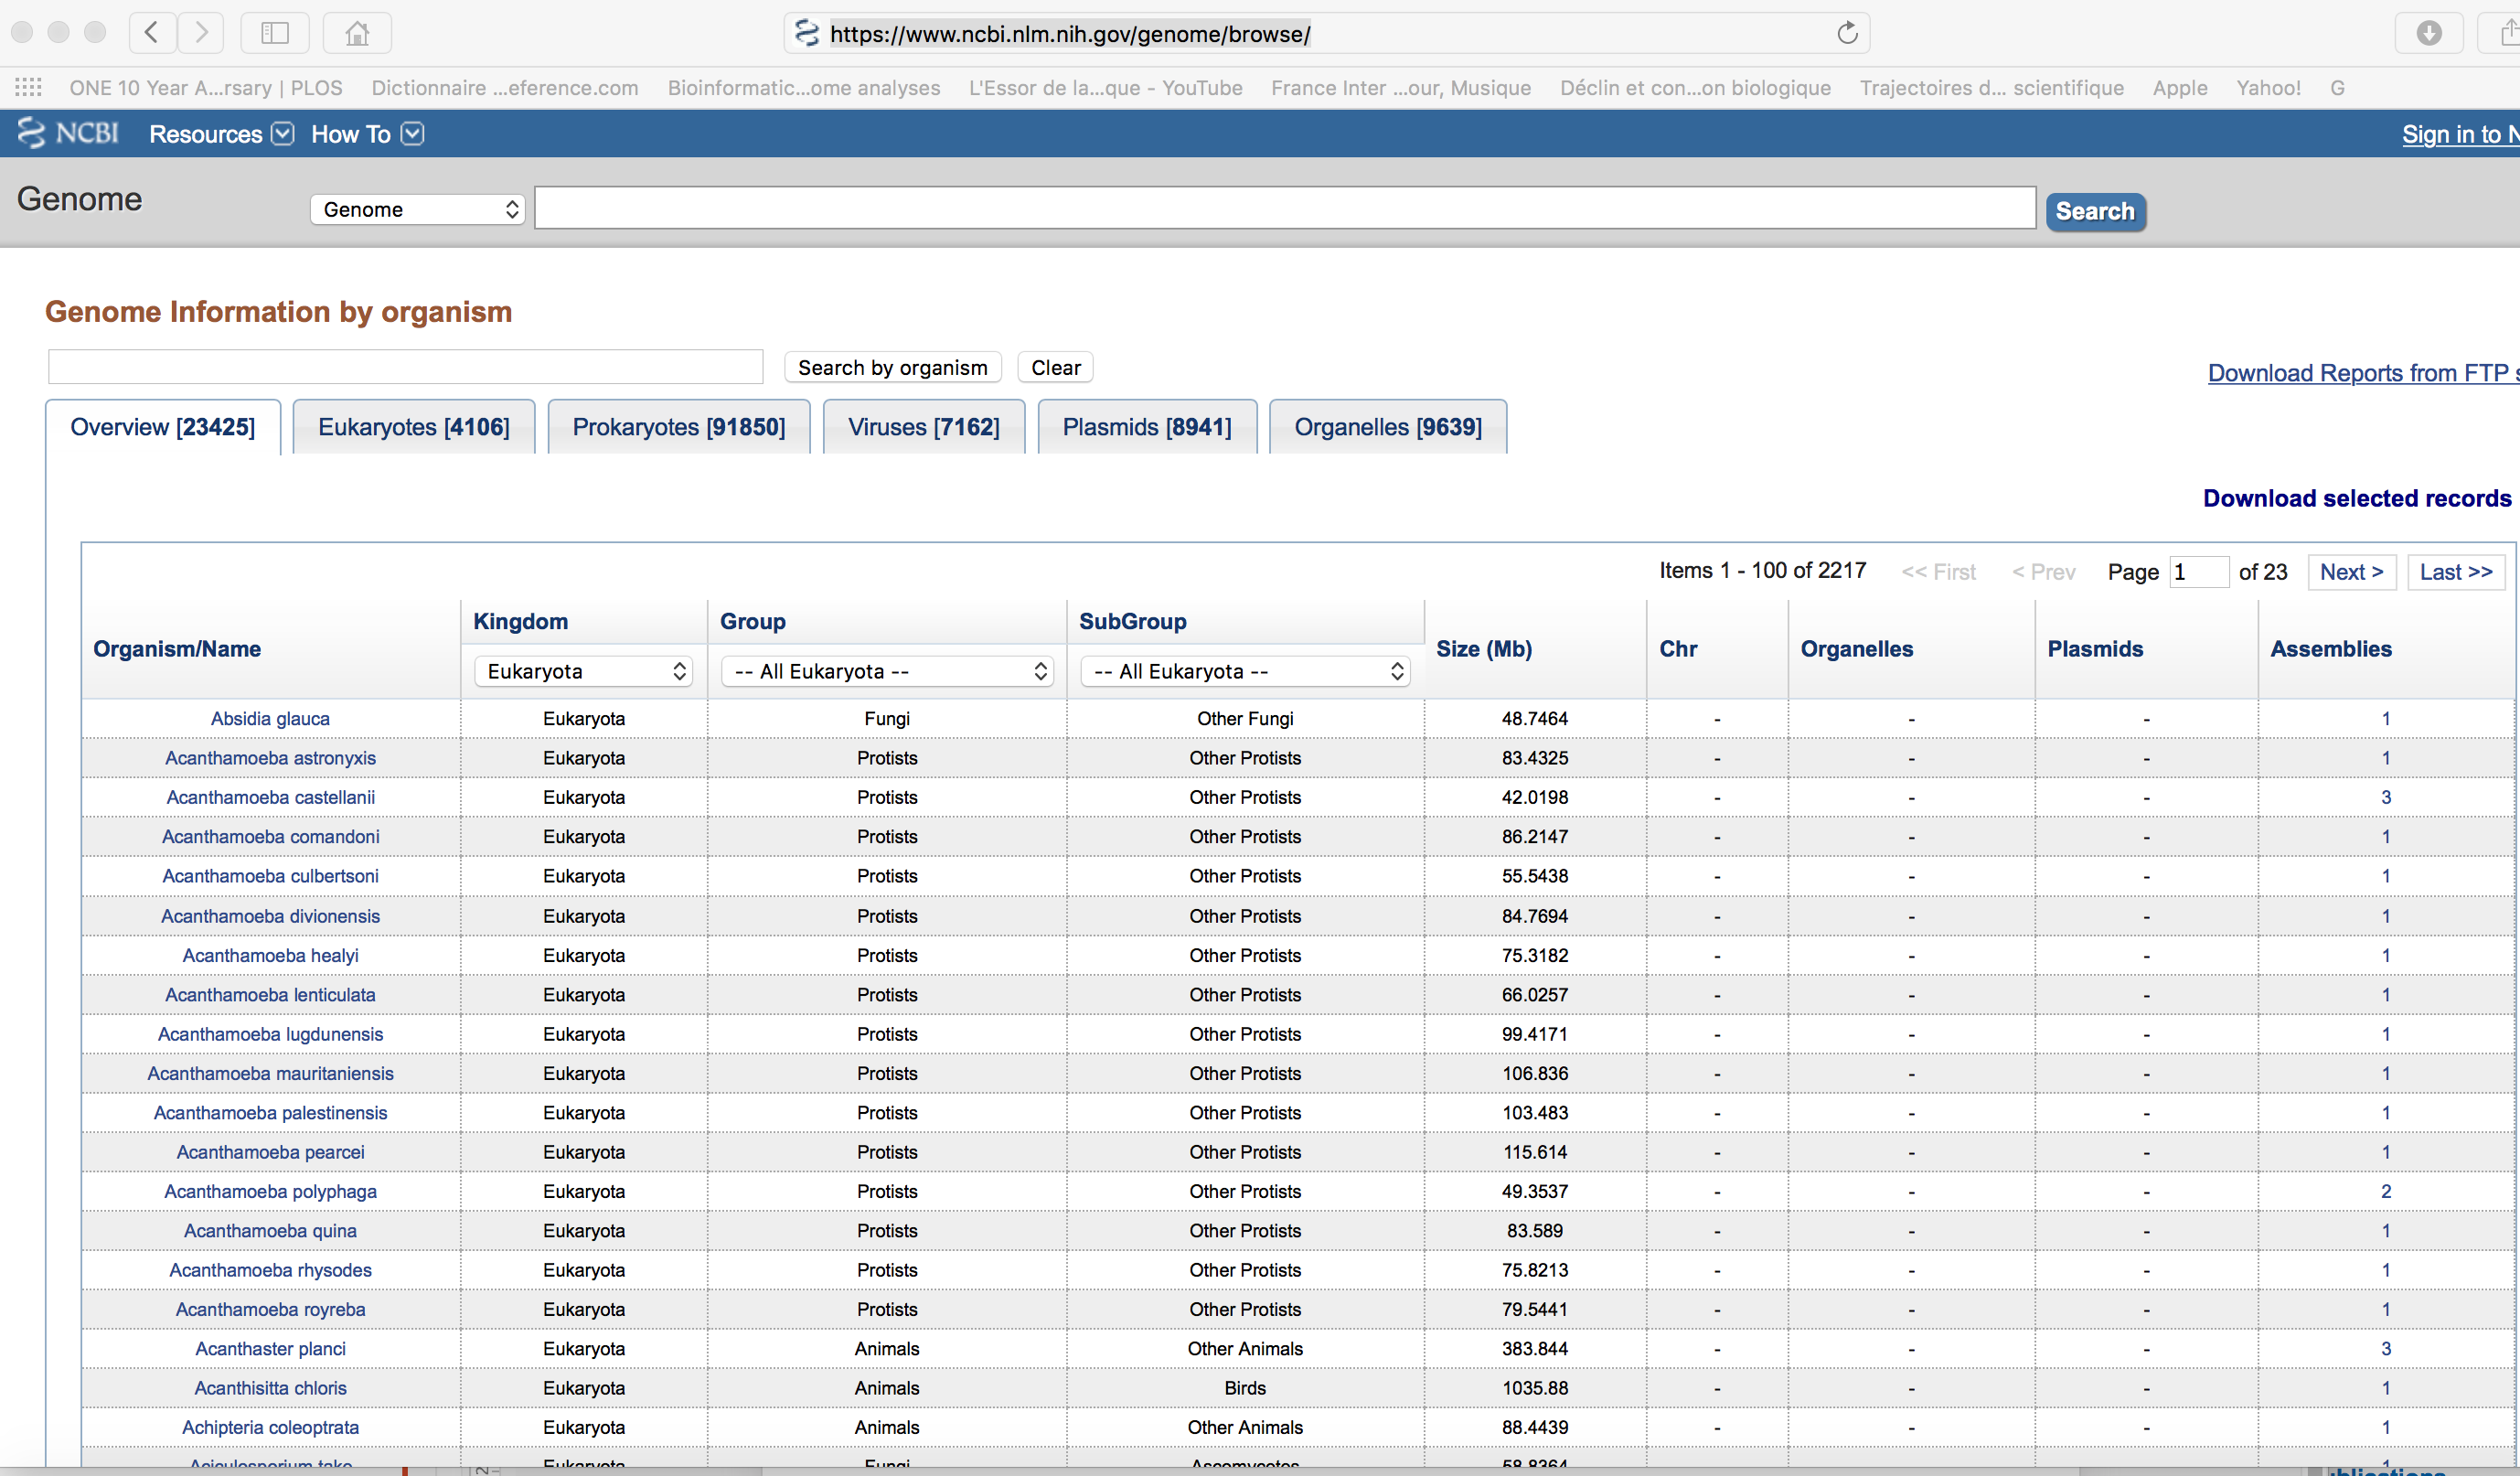 https://www.ncbi.nlm.nih.gov/genome/browse/
ONE 10 Year A...rsary | PLOS Dictionnaire ...eference.com Bioinformatic...ome analyses L'Essor de la...que - YouTube France Inter ...our, Musique Déclin et con...on biologique Trajectoires d... scientifique Apple Yahoo! G
NCBI Resources How To Sign in to N
Genome Genome Search
Genome Information by organism
Search by organism Clear
Download Reports from FTP s
Overview [23425] Eukaryotes [4106] Prokaryotes [91850] Viruses [7162] Plasmids [8941] Organelles [9639]
Download selected records
Items 1 - 100 of 2217 << First < Prev Page 1 of 23 Next > Last >>
Organism/Name Kingdom Group SubGroup Size (Mb) Chr Organelles Plasmids Assemblies
Eukaryota -- All Eukaryota -- -- All Eukaryota --
Absidia glauca Eukaryota Fungi Other Fungi 48.7464 - - - 1
Acanthamoeba astronyxis Eukaryota Protists Other Protists 83.4325 - - - 1
Acanthamoeba castellanii Eukaryota Protists Other Protists 42.0198 - - - 3
Acanthamoeba comandoni Eukaryota Protists Other Protists 86.2147 - - - 1
Acanthamoeba culbertsoni Eukaryota Protists Other Protists 55.5438 - - - 1
Acanthamoeba divionensis Eukaryota Protists Other Protists 84.7694 - - - 1
Acanthamoeba healyi Eukaryota Protists Other Protists 75.3182 - - - 1
Acanthamoeba lenticulata Eukaryota Protists Other Protists 66.0257 - - - 1
Acanthamoeba lugdunensis Eukaryota Protists Other Protists 99.4171 - - - 1
Acanthamoeba mauritaniensis Eukaryota Protists Other Protists 106.836 - - - 1
Acanthamoeba palestinensis Eukaryota Protists Other Protists 103.483 - - - 1
Acanthamoeba pearcei Eukaryota Protists Other Protists 115.614 - - - 1
Acanthamoeba polyphaga Eukaryota Protists Other Protists 49.3537 - - - 2
Acanthamoeba quina Eukaryota Protists Other Protists 83.589 - - - 1
Acanthamoeba rhysodes Eukaryota Protists Other Protists 75.8213 - - - 1
Acanthamoeba royreba Eukaryota Protists Other Protists 79.5441 - - - 1
Acanthaster planci Eukaryota Animals Other Animals 383.844 - - - 3
Acanthisitta chloris Eukaryota Animals Birds 1035.88 - - - 1
Achipteria coleoptrata Eukaryota Animals Other Animals 88.4439 - - - 1
Aciculosporium take Eukaryota Fungi Ascomycetes 58.8364 1